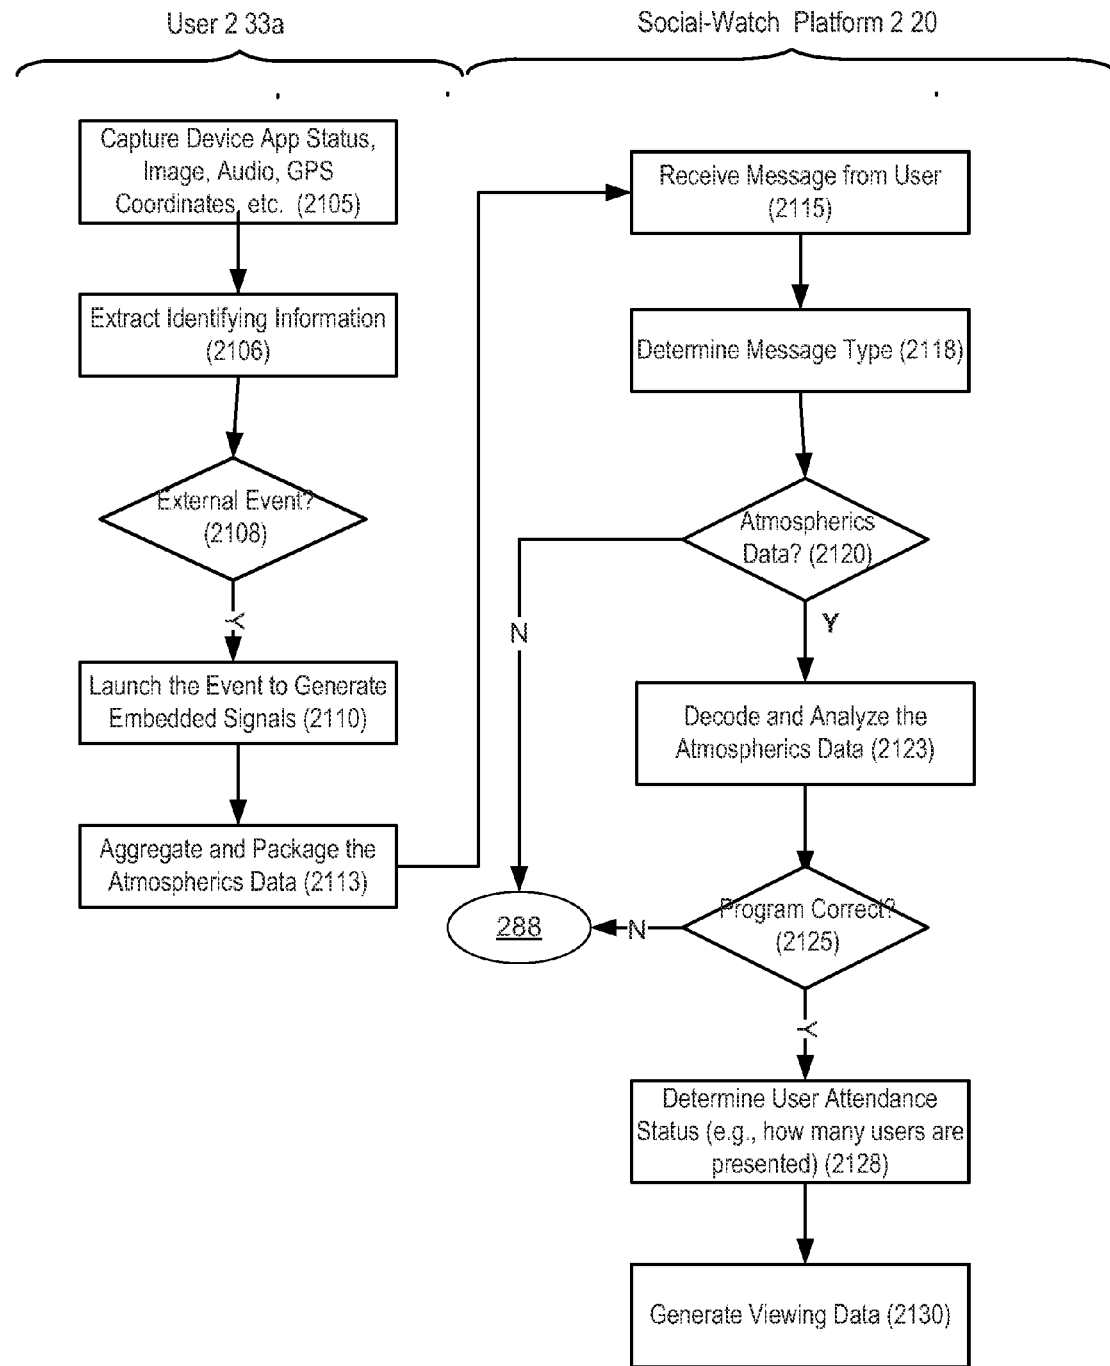 User 2 33a
Social-Watch Platform 2 20
Capture Device App Status,
Image, Audio, GPS
Coordinates, etc. (2105)
Extract Identifying Information
(2106)
External Event?
(2108)
Y
Launch the Event to Generate
Embedded Signals (2110)
Aggregate and Package the
Atmospherics Data (2113)
Receive Message from User
(2115)
Determine Message Type (2118)
Atmospherics
Data? (2120)
N
Y
Decode and Analyze the
Atmospherics Data (2123)
Program Correct?
(2125)
N
288
Y
Determine User Attendance
Status (e.g., how many users are
presented) (2128)
Generate Viewing Data (2130)